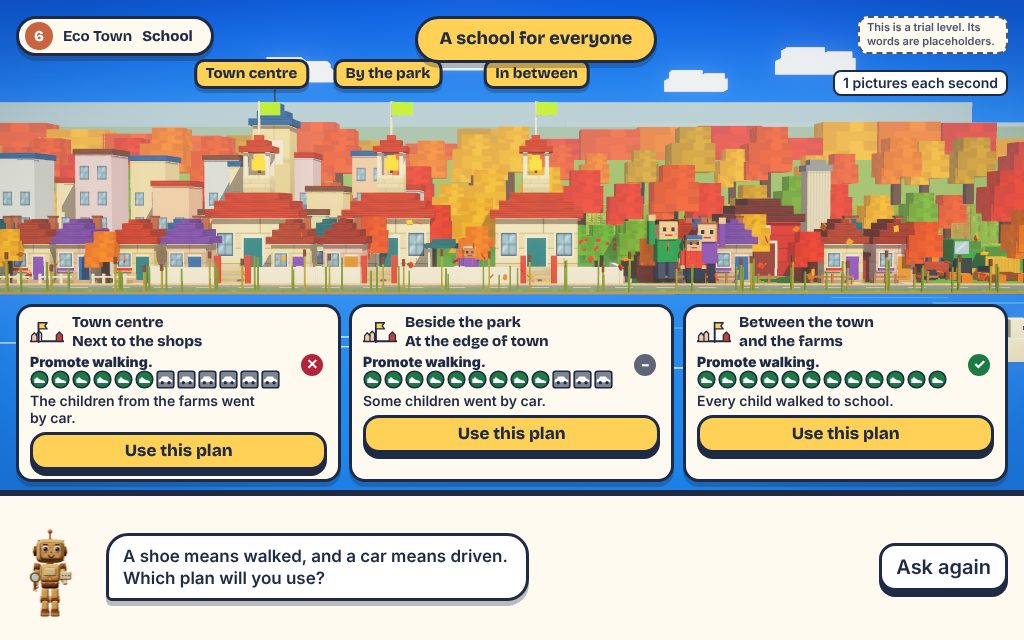 6 Eco Town School
A school for everyone
This is a trial level. Its
words are placeholders.
Town centre
By the park
In between
1 pictures each second
Town centre
Next to the shops
Promote walking.
The children from the farms went
by car.
Use this plan
Beside the park
At the edge of town
Promote walking.
Some children went by car.
Use this plan
Between the town
and the farms
Promote walking.
Every child walked to school.
Use this plan
A shoe means walked, and a car means driven.
Which plan will you use?
Ask again